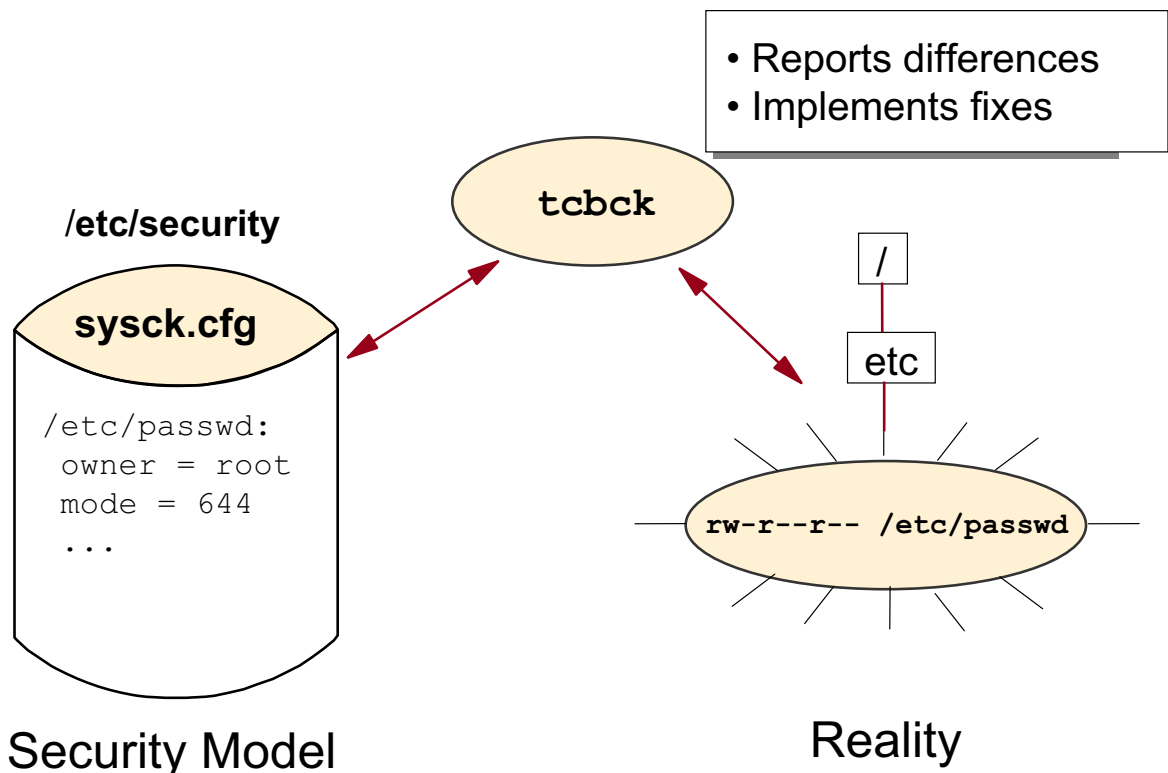 • Reports differences
• Implements fixes
tcbck
/etc/security
sysck.cfg
/etc/passwd:
owner = root
mode = 644
...
/
etc
rw-r--r-- /etc/passwd
Security Model
Reality